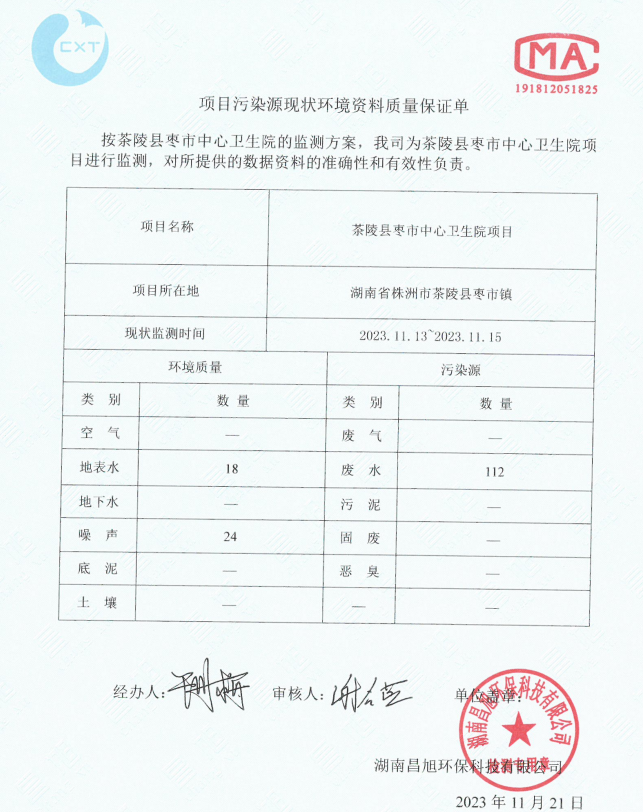 CXT
CMA
191812051825
项目污染源现状环境资料质量保证单
按茶陵县枣市中心卫生院的监测方案，我司为茶陵县枣市中心卫生院项
目进行监测，对所提供的数据资料的准确性和有效性负责。
项目名称 茶陵县枣市中心卫生院项目
项目所在地 湖南省株洲市茶陵县枣市镇
现状监测时间 2023.11.13~2023.11.15
环境质量 污染源
类 别 数 量 类 别 数 量
空 气 — 废 气 —
地表水 18 废 水 112
地下水 — 污 泥 —
噪 声 24 固 废 —
底 泥 — 恶 臭 —
土 壤 — — —
经办人： 审核人： 单位盖章：
湖南昌旭环保科技有限公司
检测专用章
湖南昌旭环保科技有限公司
2023 年 11 月 21 日